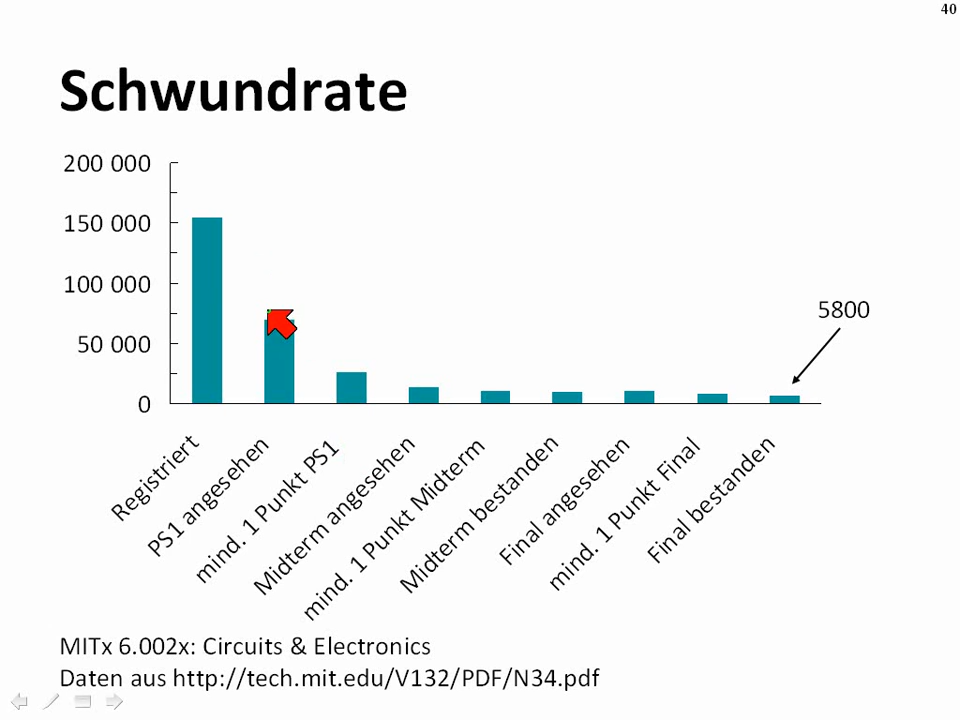 40
Schwundrate
200 000
150 000
100 000
50 000
0
5800
Registriert
PS1 angesehen
mind. 1 Punkt PS1
Midterm angesehen
mind. 1 Punkt Midterm
Midterm bestanden
Final angesehen
mind. 1 Punkt Final
Final bestanden
MITx 6.002x: Circuits & Electronics
Daten aus http://tech.mit.edu/V132/PDF/N34.pdf